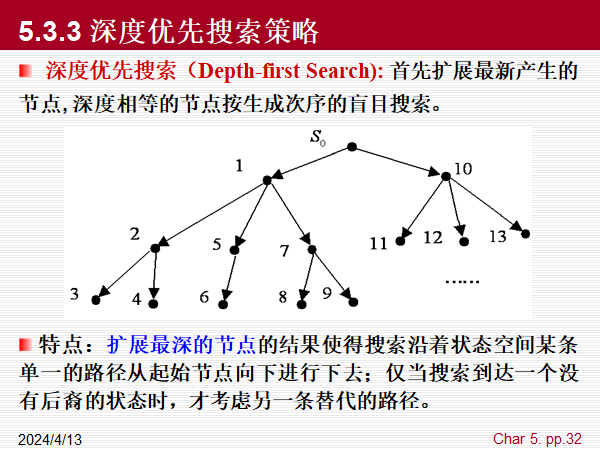 5.3.3 深度优先搜索策略
深度优先搜索（Depth-first Search): 首先扩展最新产生的
节点,深度相等的节点按生成次序的盲目搜索。
S0
1
10
2
5
7
11
12
13
3
4
6
8
9
......
特点：扩展最深的节点的结果使得搜索沿着状态空间某条
单一的路径从起始节点向下进行下去；仅当搜索到达一个没
有后裔的状态时，才考虑另一条替代的路径。
2024/4/13
Char 5. pp.32